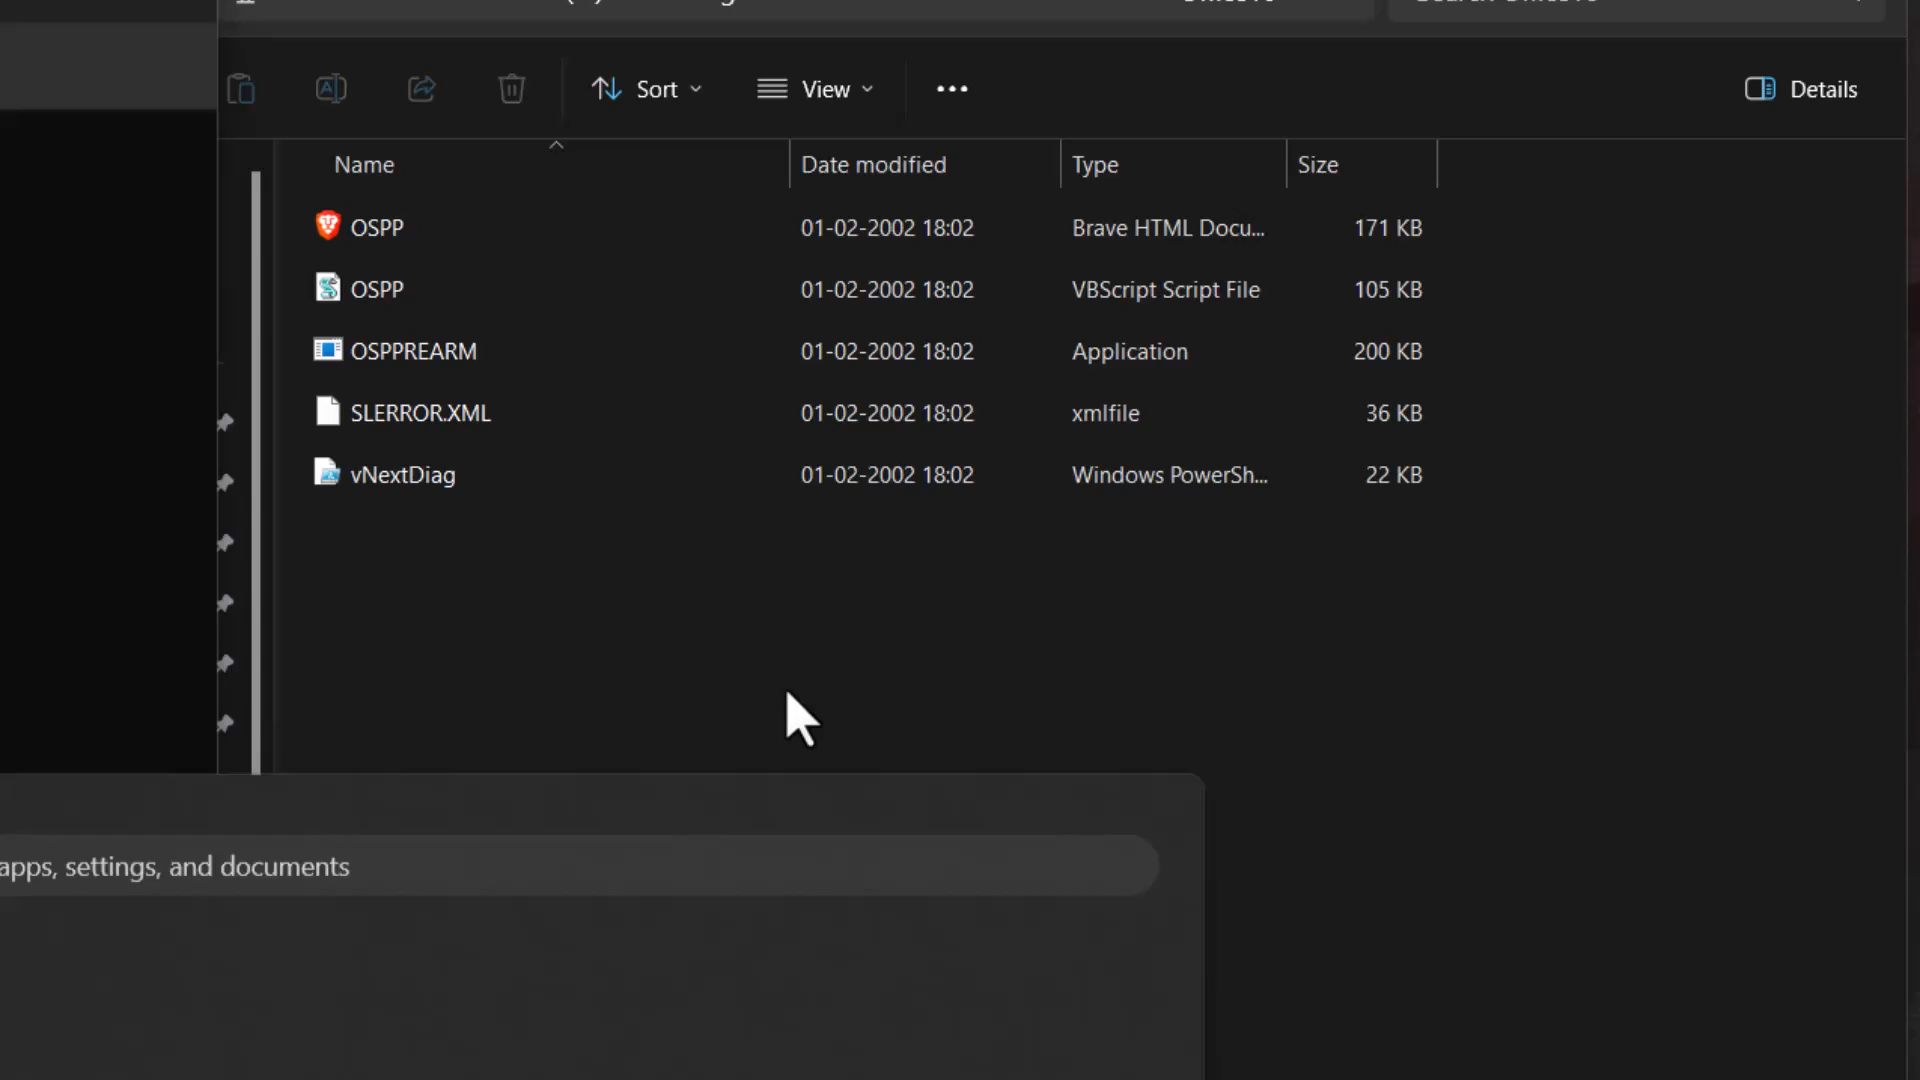 Sort
View
Details
Name
Date modified
Type
Size
OSPP 01-02-2002 18:02 Brave HTML Docu... 171 KB
OSPP 01-02-2002 18:02 VBScript Script File 105 KB
OSPPREARM 01-02-2002 18:02 Application 200 KB
SLERROR.XML 01-02-2002 18:02 xmlfile 36 KB
vNextDiag 01-02-2002 18:02 Windows PowerSh... 22 KB
apps, settings, and documents